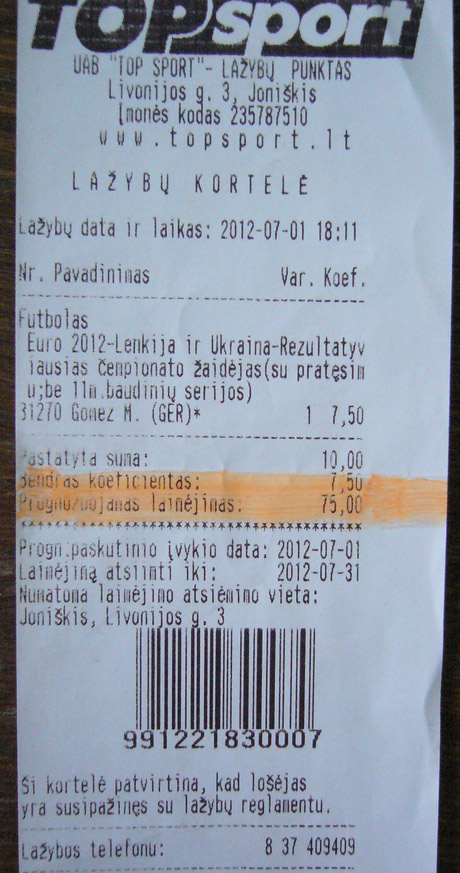 TOPsport
UAB "TOP SPORT"- LAŽYBŲ PUNKTAS
Livonijos g. 3, Joniškis
Įmonės kodas 235787510
www.topsport.lt
LAŽYBŲ KORTELĖ
Lažybų data ir laikas: 2012-07-01 18:11
Nr. Pavadinimas Var. Koef.
Futbolas
Euro 2012-Lenkija ir Ukraina-Rezultatyv
iausias čempionato žaidėjas(su pratęsim
u;be 11m.baudinių serijos)
31270 Gomez M. (GER)* 1 7,50
Pastatyta suma: 10,00
Bendras koeficientas: 7,50
Prognozuojamas laimėjimas: 75,00
Progn.paskutinio įvykio data: 2012-07-01
Laimėjimą atsiimti iki: 2012-07-31
Numatoma laimėjimo atsiėmimo vieta:
Joniškis, Livonijos g. 3
991221830007
Ši kortelė patvirtina, kad lošėjas
yra susipažinęs su lažybų reglamentu.
Lažybos telefonu: 8 37 409409